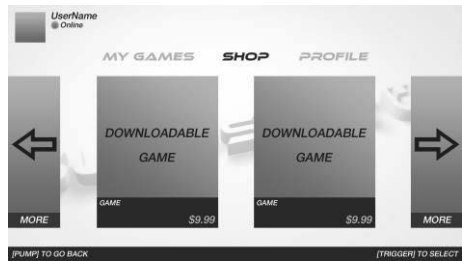 UserName
Online
MY GAMES SHOP PROFILE
DOWNLOADABLE
GAME
DOWNLOADABLE
GAME
MORE
GAME
$9.99
GAME
$9.99
MORE
[PUMP] TO GO BACK
[TRIGGER] TO SELECT